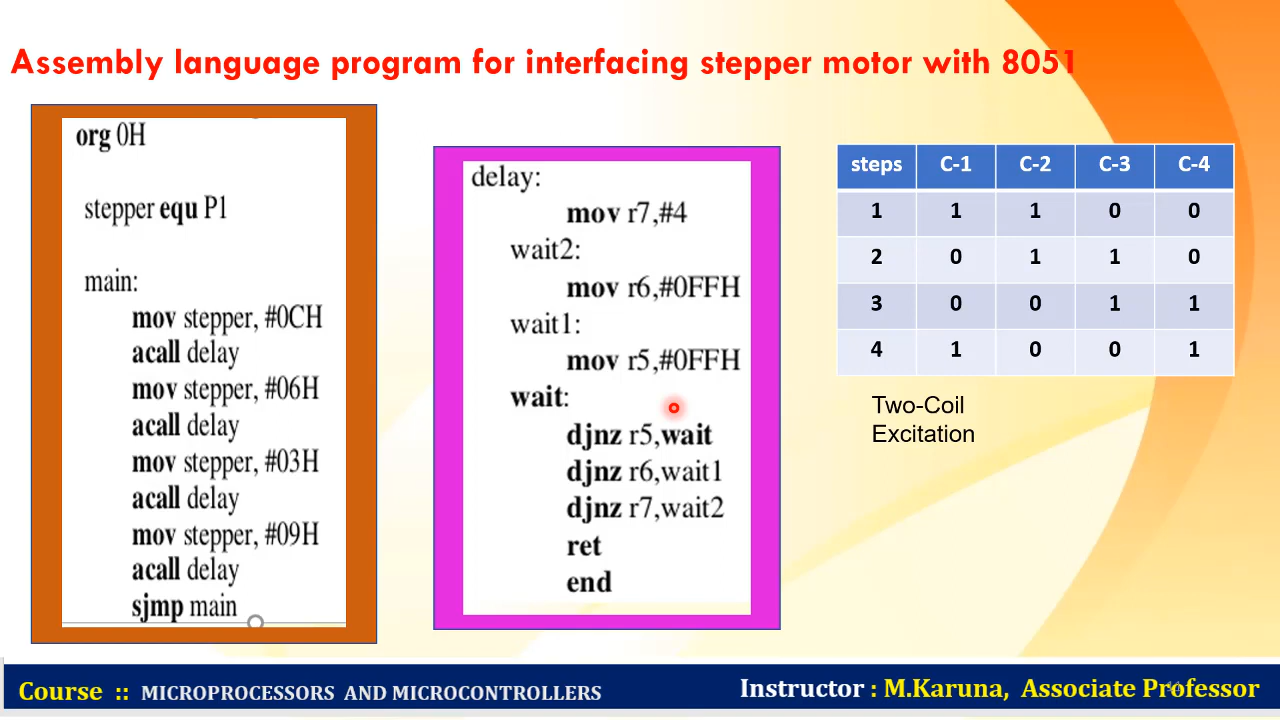 Assembly language program for interfacing stepper motor with 8051
org 0H
stepper equ P1
main:
mov stepper, #0CH
acall delay
mov stepper, #06H
acall delay
mov stepper, #03H
acall delay
mov stepper, #09H
acall delay
sjmp main
delay:
mov r7,#4
wait2:
mov r6,#0FFH
wait1:
mov r5,#0FFH
wait:
djnz r5,wait
djnz r6,wait1
djnz r7,wait2
ret
end
steps C-1 C-2 C-3 C-4
1 1 1 0 0
2 0 1 1 0
3 0 0 1 1
4 1 0 0 1
Two-Coil
Excitation
Course :: MICROPROCESSORS AND MICROCONTROLLERS
Instructor : M.Karuna, Associate Professor